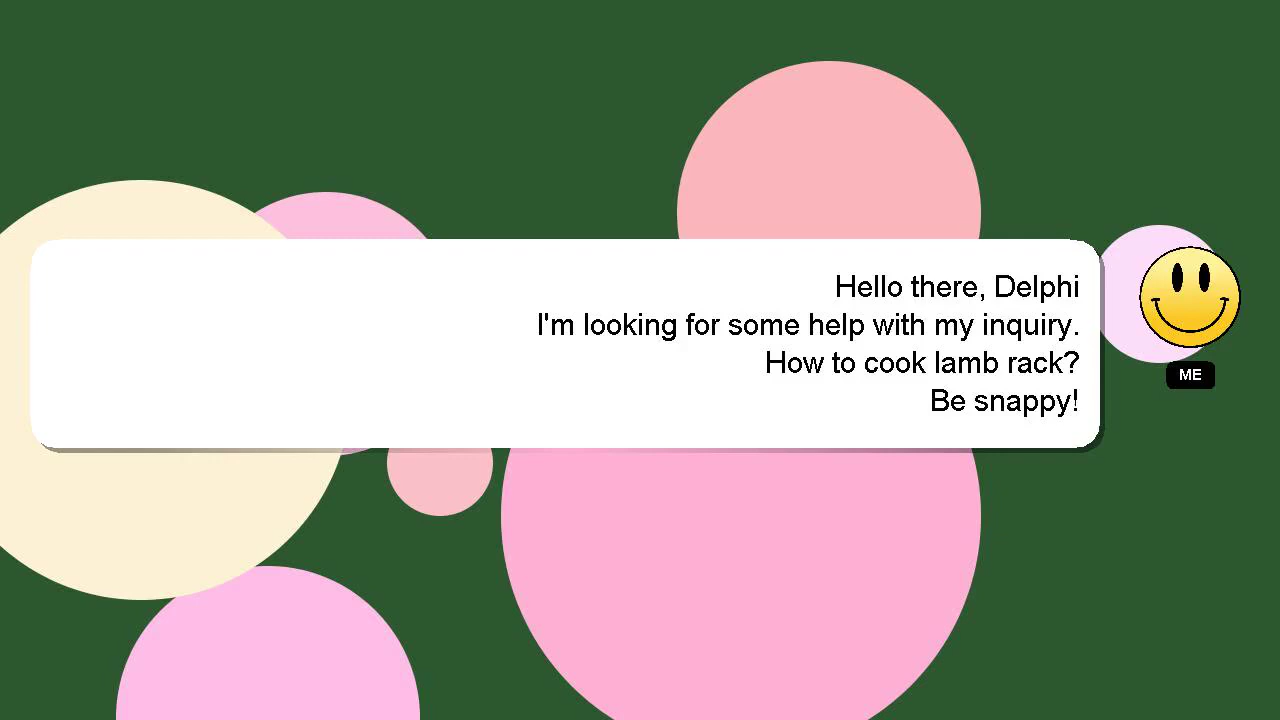 Hello there, Delphi
I'm looking for some help with my inquiry.
How to cook lamb rack?
Be snappy!
ME